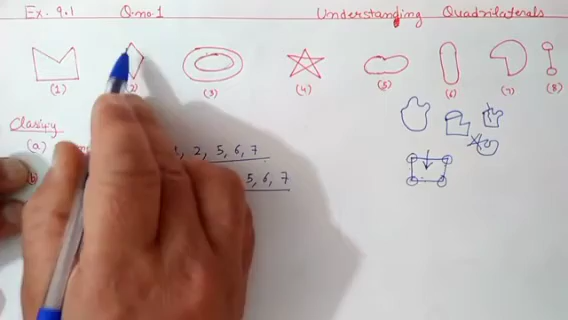 Ex. 9.1 Q.no.1 Understanding Quadrilaterals
(1) (2) (3) (4) (5) (6) (7) (8)
Classify
(a) 1, 2, 5, 6, 7
(b) 5, 6, 7